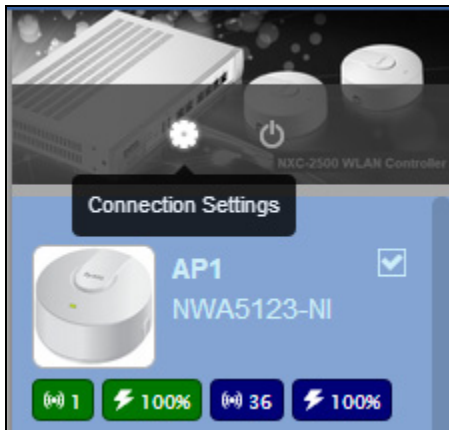 NXC-2500 WLAN Controller
Connection Settings
AP1
NWA5123-NI
1 100% 36 100%